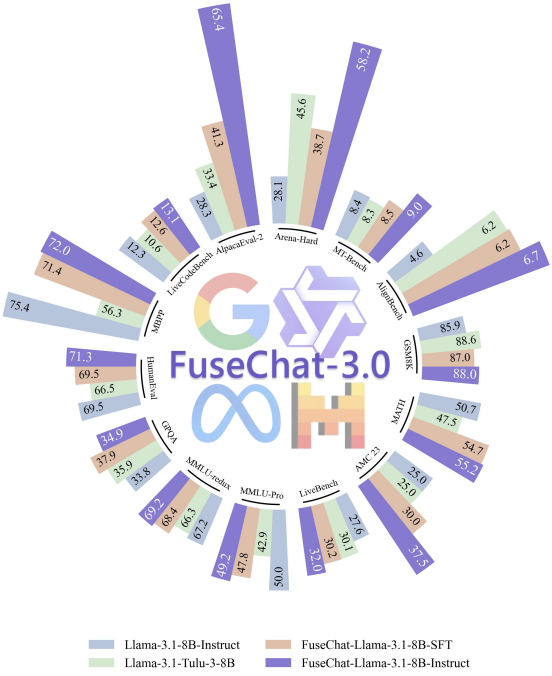 65.4
41.3
33.4
28.3
AlpacaEval-2
28.1
45.6
38.7
58.2
Arena-Hard
8.4
8.3
8.5
9.0
MT-Bench
4.6
6.2
6.2
6.7
AlignBench
85.9
88.6
87.0
88.0
GSM8K
50.7
47.5
54.7
55.2
MATH
25.0
25.0
30.0
37.5
AMC 23
27.6
30.1
30.2
32.0
LiveBench
50.0
42.9
47.8
49.2
MMLU-Pro
67.2
66.3
68.4
69.2
MMLU-redux
33.8
35.9
37.9
34.9
GPQA
69.5
66.5
69.5
71.3
HumanEval
75.4
56.3
71.4
72.0
MBPP
12.3
10.6
12.6
13.1
LiveCodeBench
FuseChat-3.0
Llama-3.1-8B-Instruct
Llama-3.1-Tulu-3-8B
FuseChat-Llama-3.1-8B-SFT
FuseChat-Llama-3.1-8B-Instruct